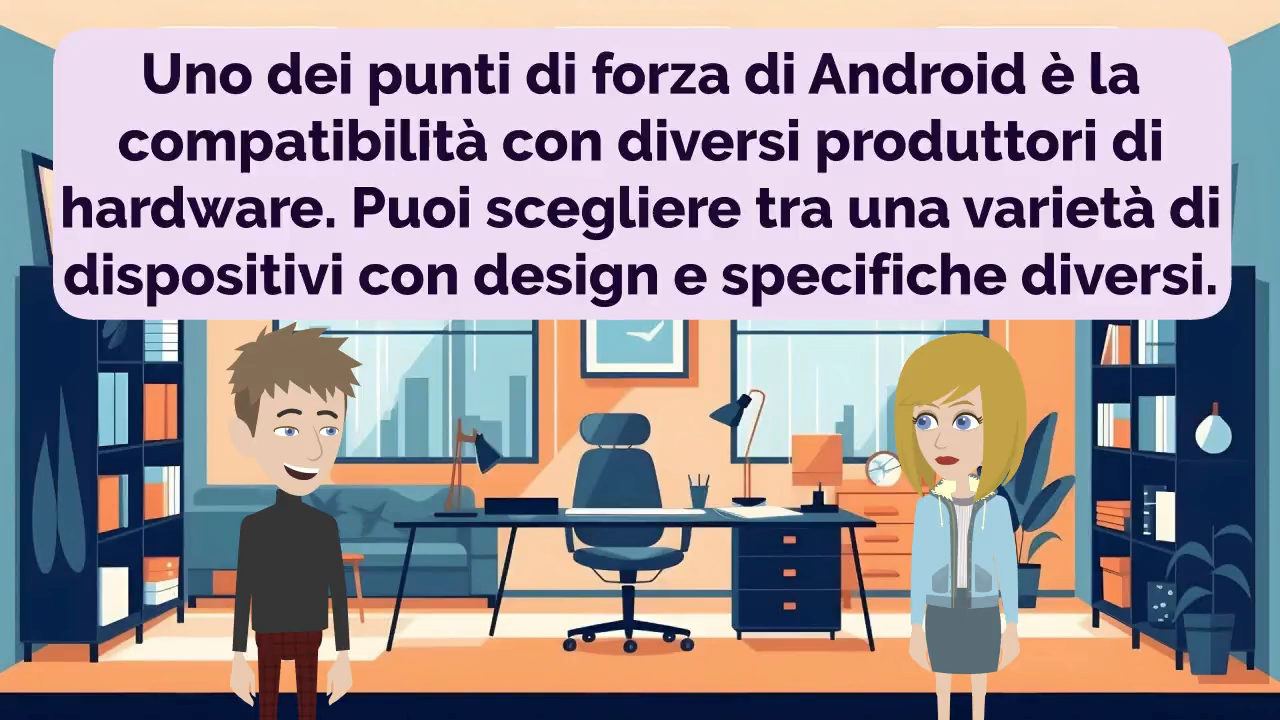 Uno dei punti di forza di Android è la
compatibilità con diversi produttori di
hardware. Puoi scegliere tra una varietà di
dispositivi con design e specifiche diversi.